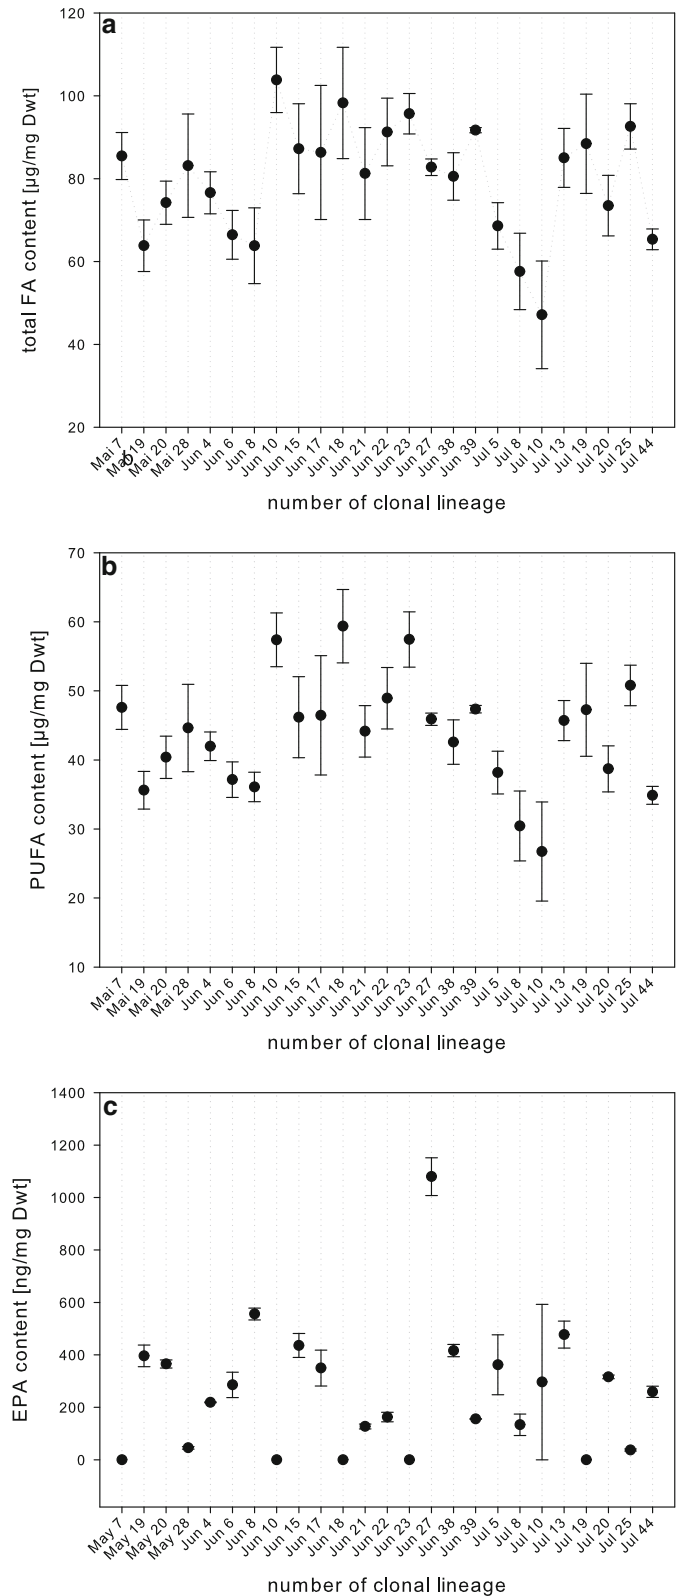 a
120
100
80
60
40
20
total FA content [µg/mg Dwt]
Mai 7
Mai 19
Mai 20
Mai 28
Jun 4
Jun 6
Jun 8
Jun 10
Jun 15
Jun 17
Jun 18
Jun 21
Jun 22
Jun 23
Jun 27
Jun 38
Jun 39
Jul 5
Jul 8
Jul 10
Jul 13
Jul 19
Jul 20
Jul 25
Jul 44
number of clonal lineage
b
70
60
50
40
30
20
10
PUFA content [µg/mg Dwt]
Mai 7
Mai 19
Mai 20
Mai 28
Jun 4
Jun 6
Jun 8
Jun 10
Jun 15
Jun 17
Jun 18
Jun 21
Jun 22
Jun 23
Jun 27
Jun 38
Jun 39
Jul 5
Jul 8
Jul 10
Jul 13
Jul 19
Jul 20
Jul 25
Jul 44
number of clonal lineage
c
1400
1200
1000
800
600
400
200
0
EPA content [ng/mg Dwt]
May 7
May 19
May 20
May 28
Jun 4
Jun 6
Jun 8
Jun 10
Jun 15
Jun 17
Jun 18
Jun 21
Jun 22
Jun 23
Jun 27
Jun 38
Jun 39
Jul 5
Jul 8
Jul 10
Jul 13
Jul 19
Jul 20
Jul 25
Jul 44
number of clonal lineage